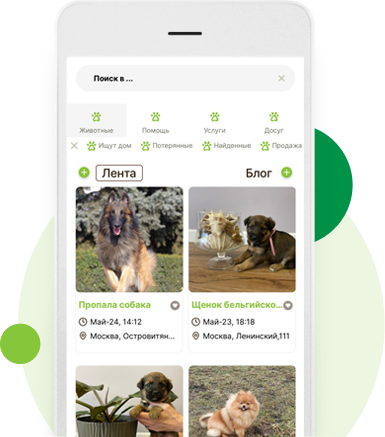 Поиск в ...
Животные Помощь Услуги Досуг
Ищут дом Потерянные Найденные Продажа
Лента Блог
Пропала собака Щенок бельгийско...
Май-24, 14:12 Май-23, 18:18
Москва, Островитян... Москва, Ленинский,111